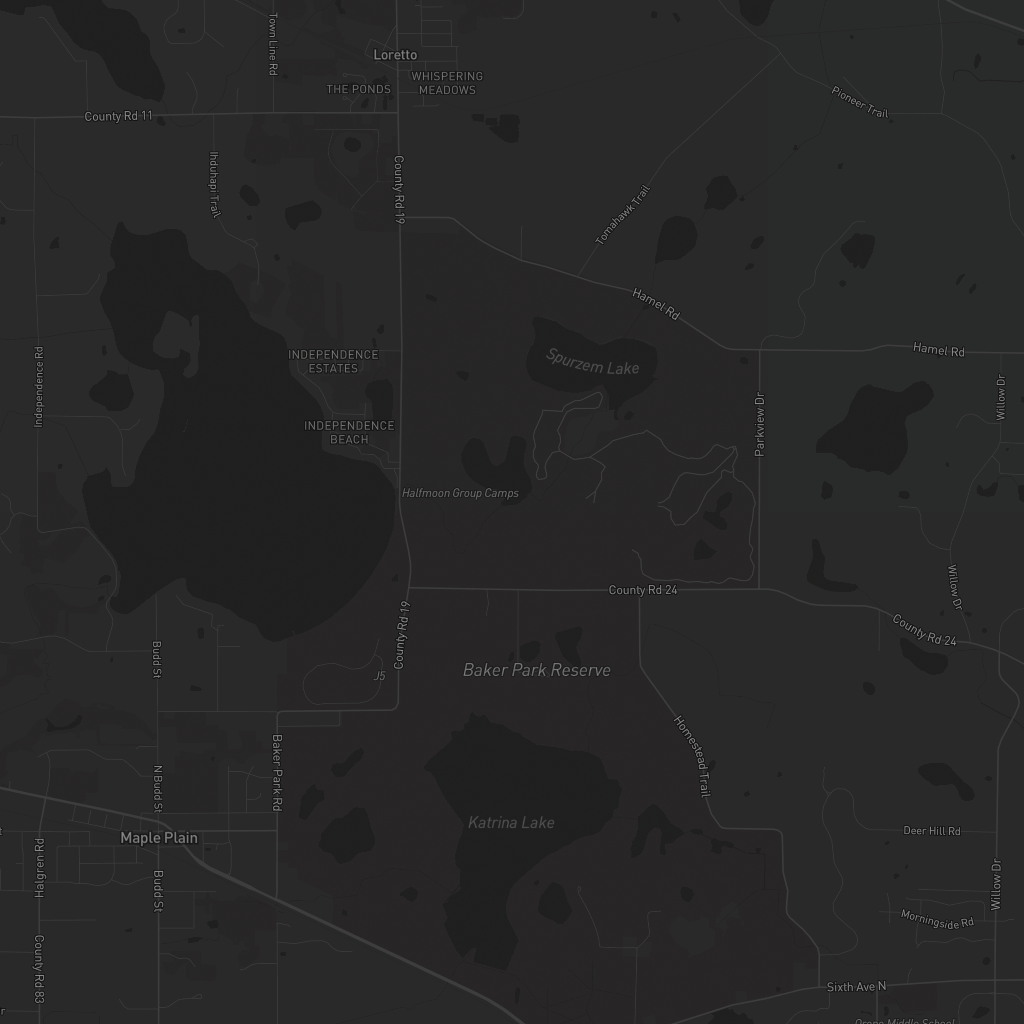 Town Line Rd
Loretto
WHISPERING
MEADOWS
THE PONDS
Pioneer Trail
County Rd 11
Ihduhapi Trail
County Rd 19
Tomahawk Trail
Hamel Rd
Hamel Rd
Independence Rd
INDEPENDENCE
ESTATES
Spurzem Lake
Willow Dr
Parkview Dr
INDEPENDENCE
BEACH
Halfmoon Group Camps
County Rd 24
Willow Dr
County Rd 24
County Rd 19
Budd St
J5
Baker Park Reserve
Homestead Trail
Baker Park Rd
N Budd St
Katrina Lake
Maple Plain
Deer Hill Rd
Halgren Rd
Budd St
Willow Dr
Morningside Rd
County Rd 83
Sixth Ave N
Orono Middle School